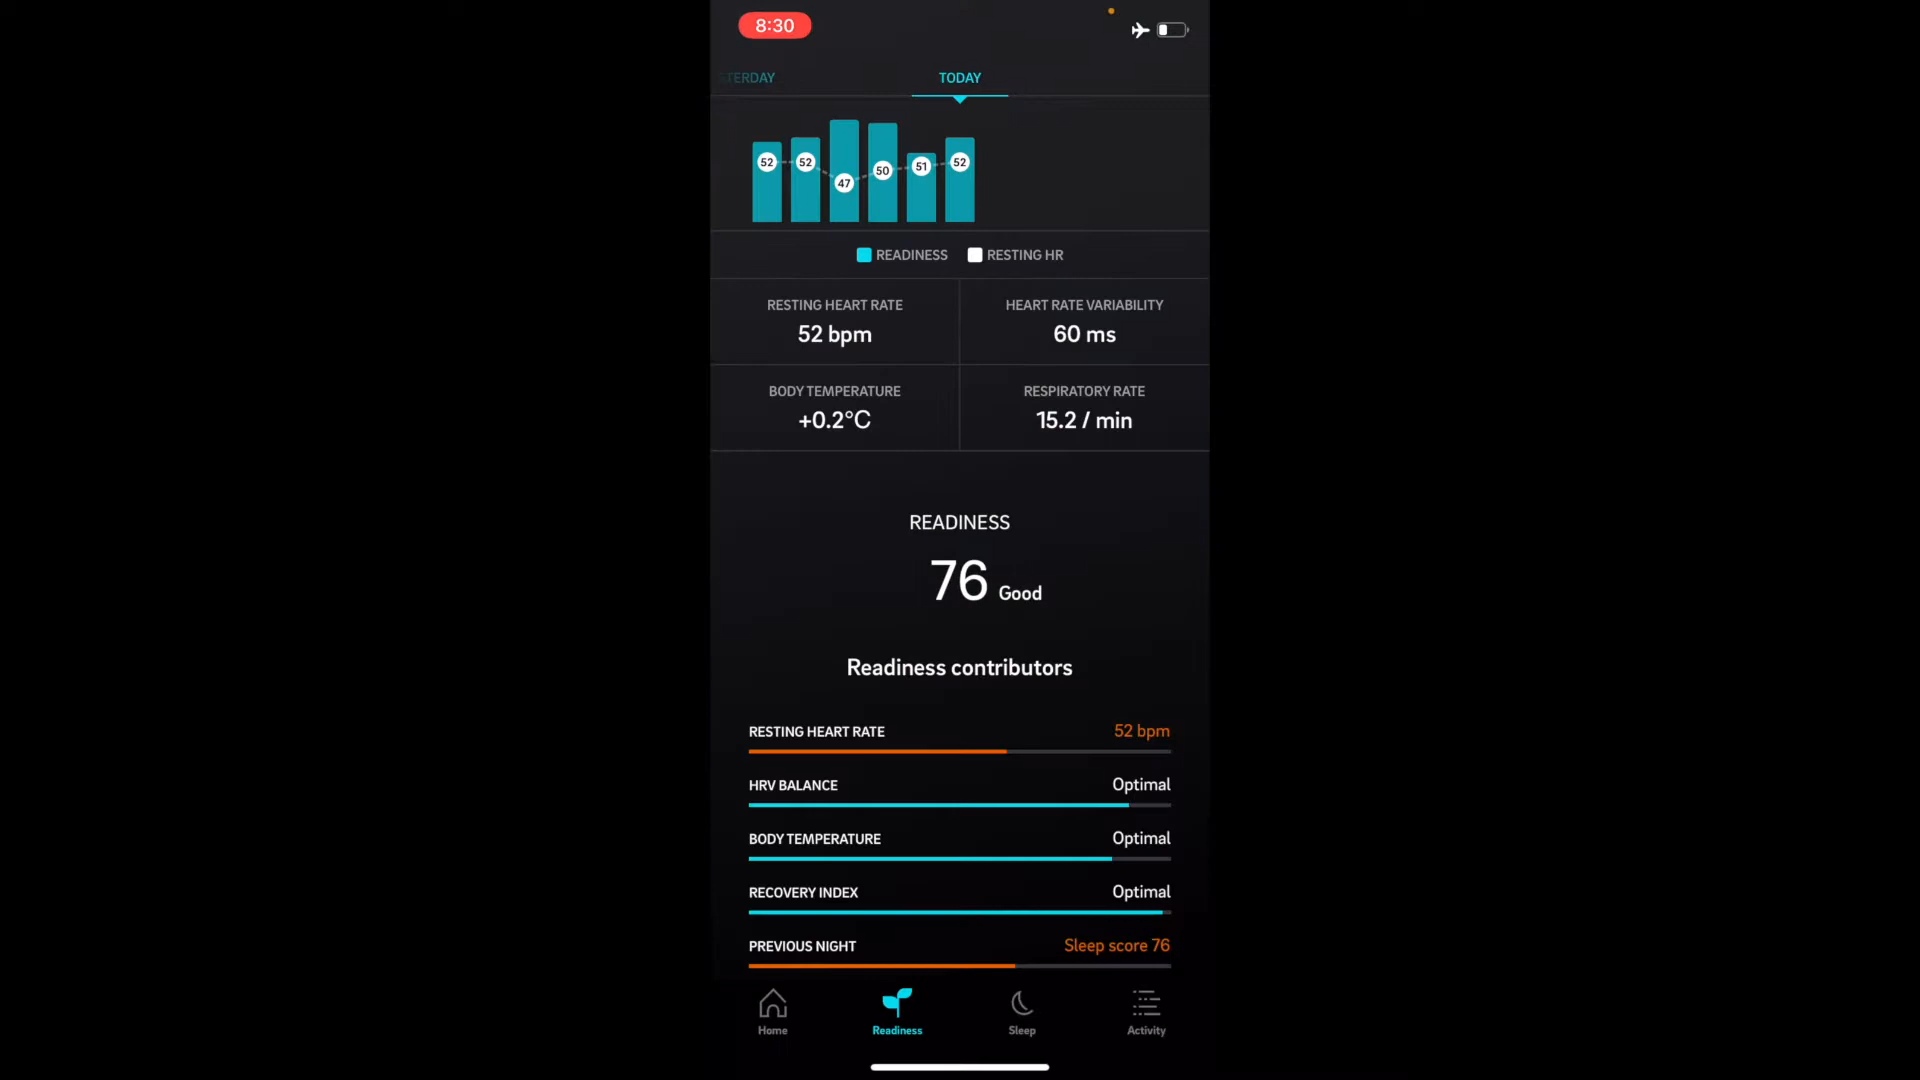 8:30
TERDAY
TODAY
52 52 47 50 51 52
READINESS RESTING HR
RESTING HEART RATE
52 bpm
HEART RATE VARIABILITY
60 ms
BODY TEMPERATURE
+0.2°C
RESPIRATORY RATE
15.2 / min
READINESS
76 Good
Readiness contributors
RESTING HEART RATE 52 bpm
HRV BALANCE Optimal
BODY TEMPERATURE Optimal
RECOVERY INDEX Optimal
PREVIOUS NIGHT Sleep score 76
Home Readiness Sleep Activity